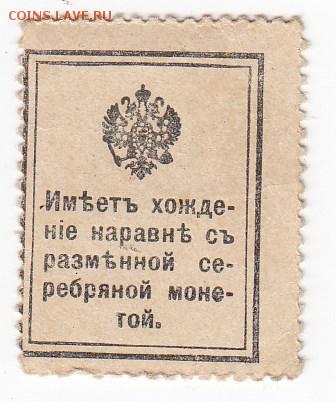 COINS.LAVE.RU
Имѣетъ хожде-
ніе наравнѣ съ
размѣнной се-
ребряной моне-
той.